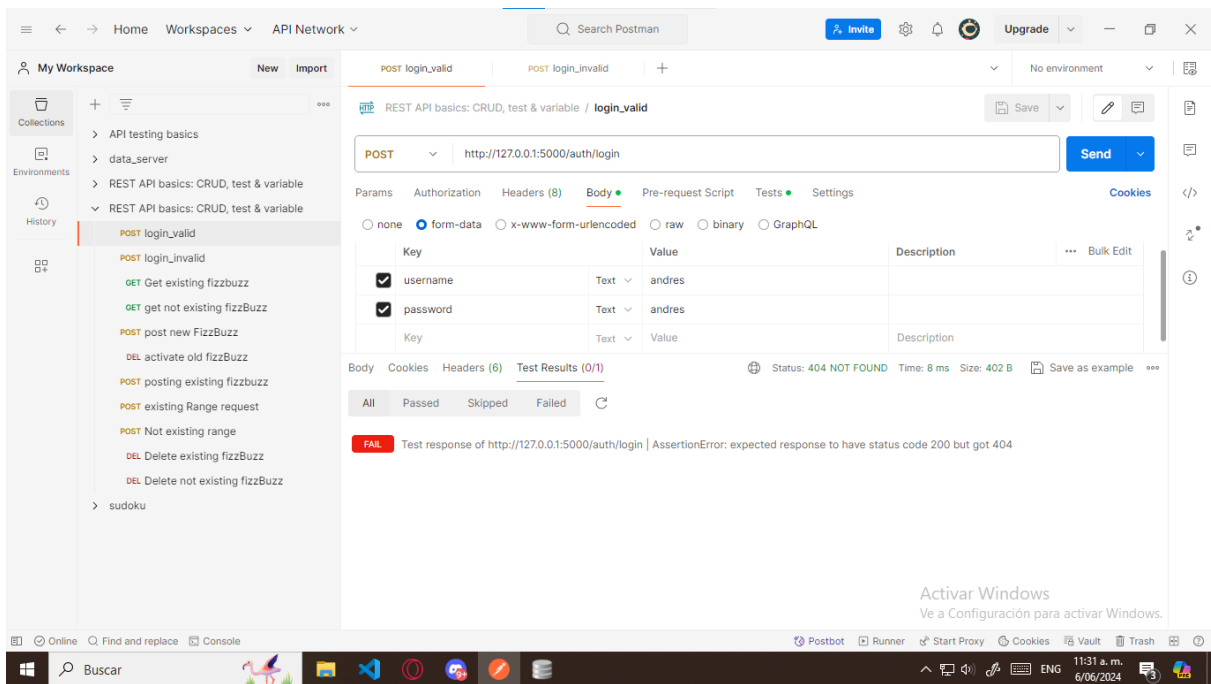 Home Workspaces API Network Search Postman Invite Upgrade
My Workspace New Import POST login_valid POST login_invalid No environment
Collections
Environments
History
API testing basics
data_server
REST API basics: CRUD, test & variable
REST API basics: CRUD, test & variable
POST login_valid
POST login_invalid
GET Get existing fizzbuzz
GET get not existing fizzBuzz
POST post new FizzBuzz
DEL activate old fizzBuzz
POST posting existing fizzbuzz
POST existing Range request
POST Not existing range
DEL Delete existing fizzBuzz
DEL Delete not existing fizzBuzz
sudoku
HTTP REST API basics: CRUD, test & variable / login_valid Save
POST http://127.0.0.1:5000/auth/login Send
Params Authorization Headers (8) Body Pre-request Script Tests Settings Cookies
none form-data x-www-form-urlencoded raw binary GraphQL
Key Value Description Bulk Edit
username Text andres
password Text andres
Key Text Value Description
Body Cookies Headers (6) Test Results (0/1) Status: 404 NOT FOUND Time: 8 ms Size: 402 B Save as example
All Passed Skipped Failed
FAIL Test response of http://127.0.0.1:5000/auth/login | AssertionError: expected response to have status code 200 but got 404
Activar Windows
Ve a Configuración para activar Windows.
Online Find and replace Console Postbot Runner Start Proxy Cookies Vault Trash
Buscar ENG 11:31 a. m.
6/06/2024 3